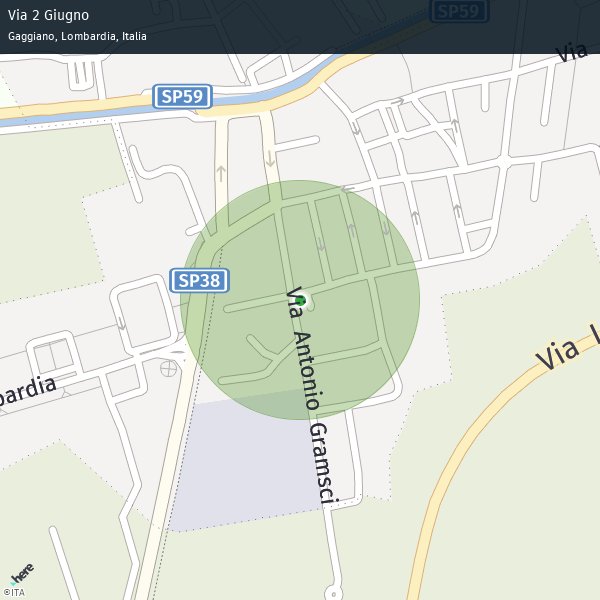 Via 2 Giugno
Gaggiano, Lombardia, Italia
SP59
Via
SP59
SP38
Via Antonio Gramsci
Via I
bardia
here
©ITA